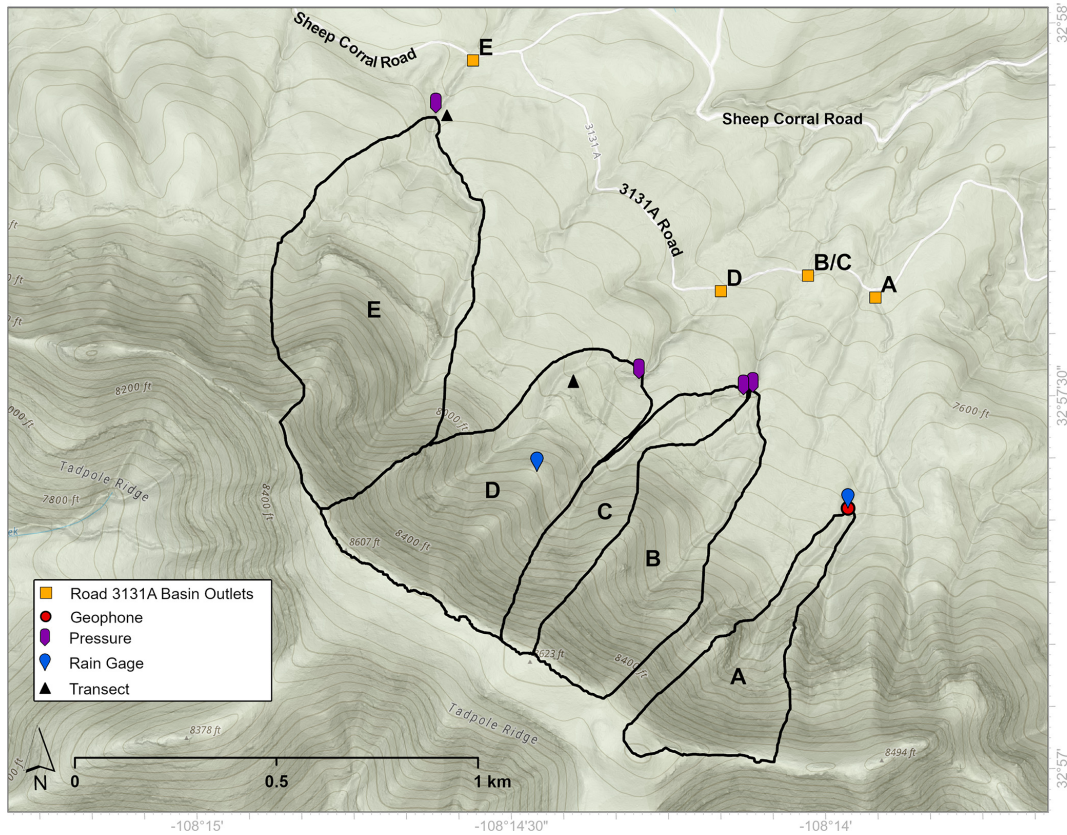 Sheep Corral Road
E
32°58'
3131 A
Sheep Corral Road
3131A Road
B/C
D
A
E
32°57'30"
8200 ft
8000 ft
7600 ft
Tadpole Ridge
7800 ft
8400 ft
D
C
8400 ft
8607 ft
B
8623 ft
8400 ft
A
Tadpole Ridge
8378 ft
8494 ft
Road 3131A Basin Outlets
Geophone
Pressure
Rain Gage
Transect
N
0 0.5 1 km
32°57'
-108°15' -108°14'30" -108°14'